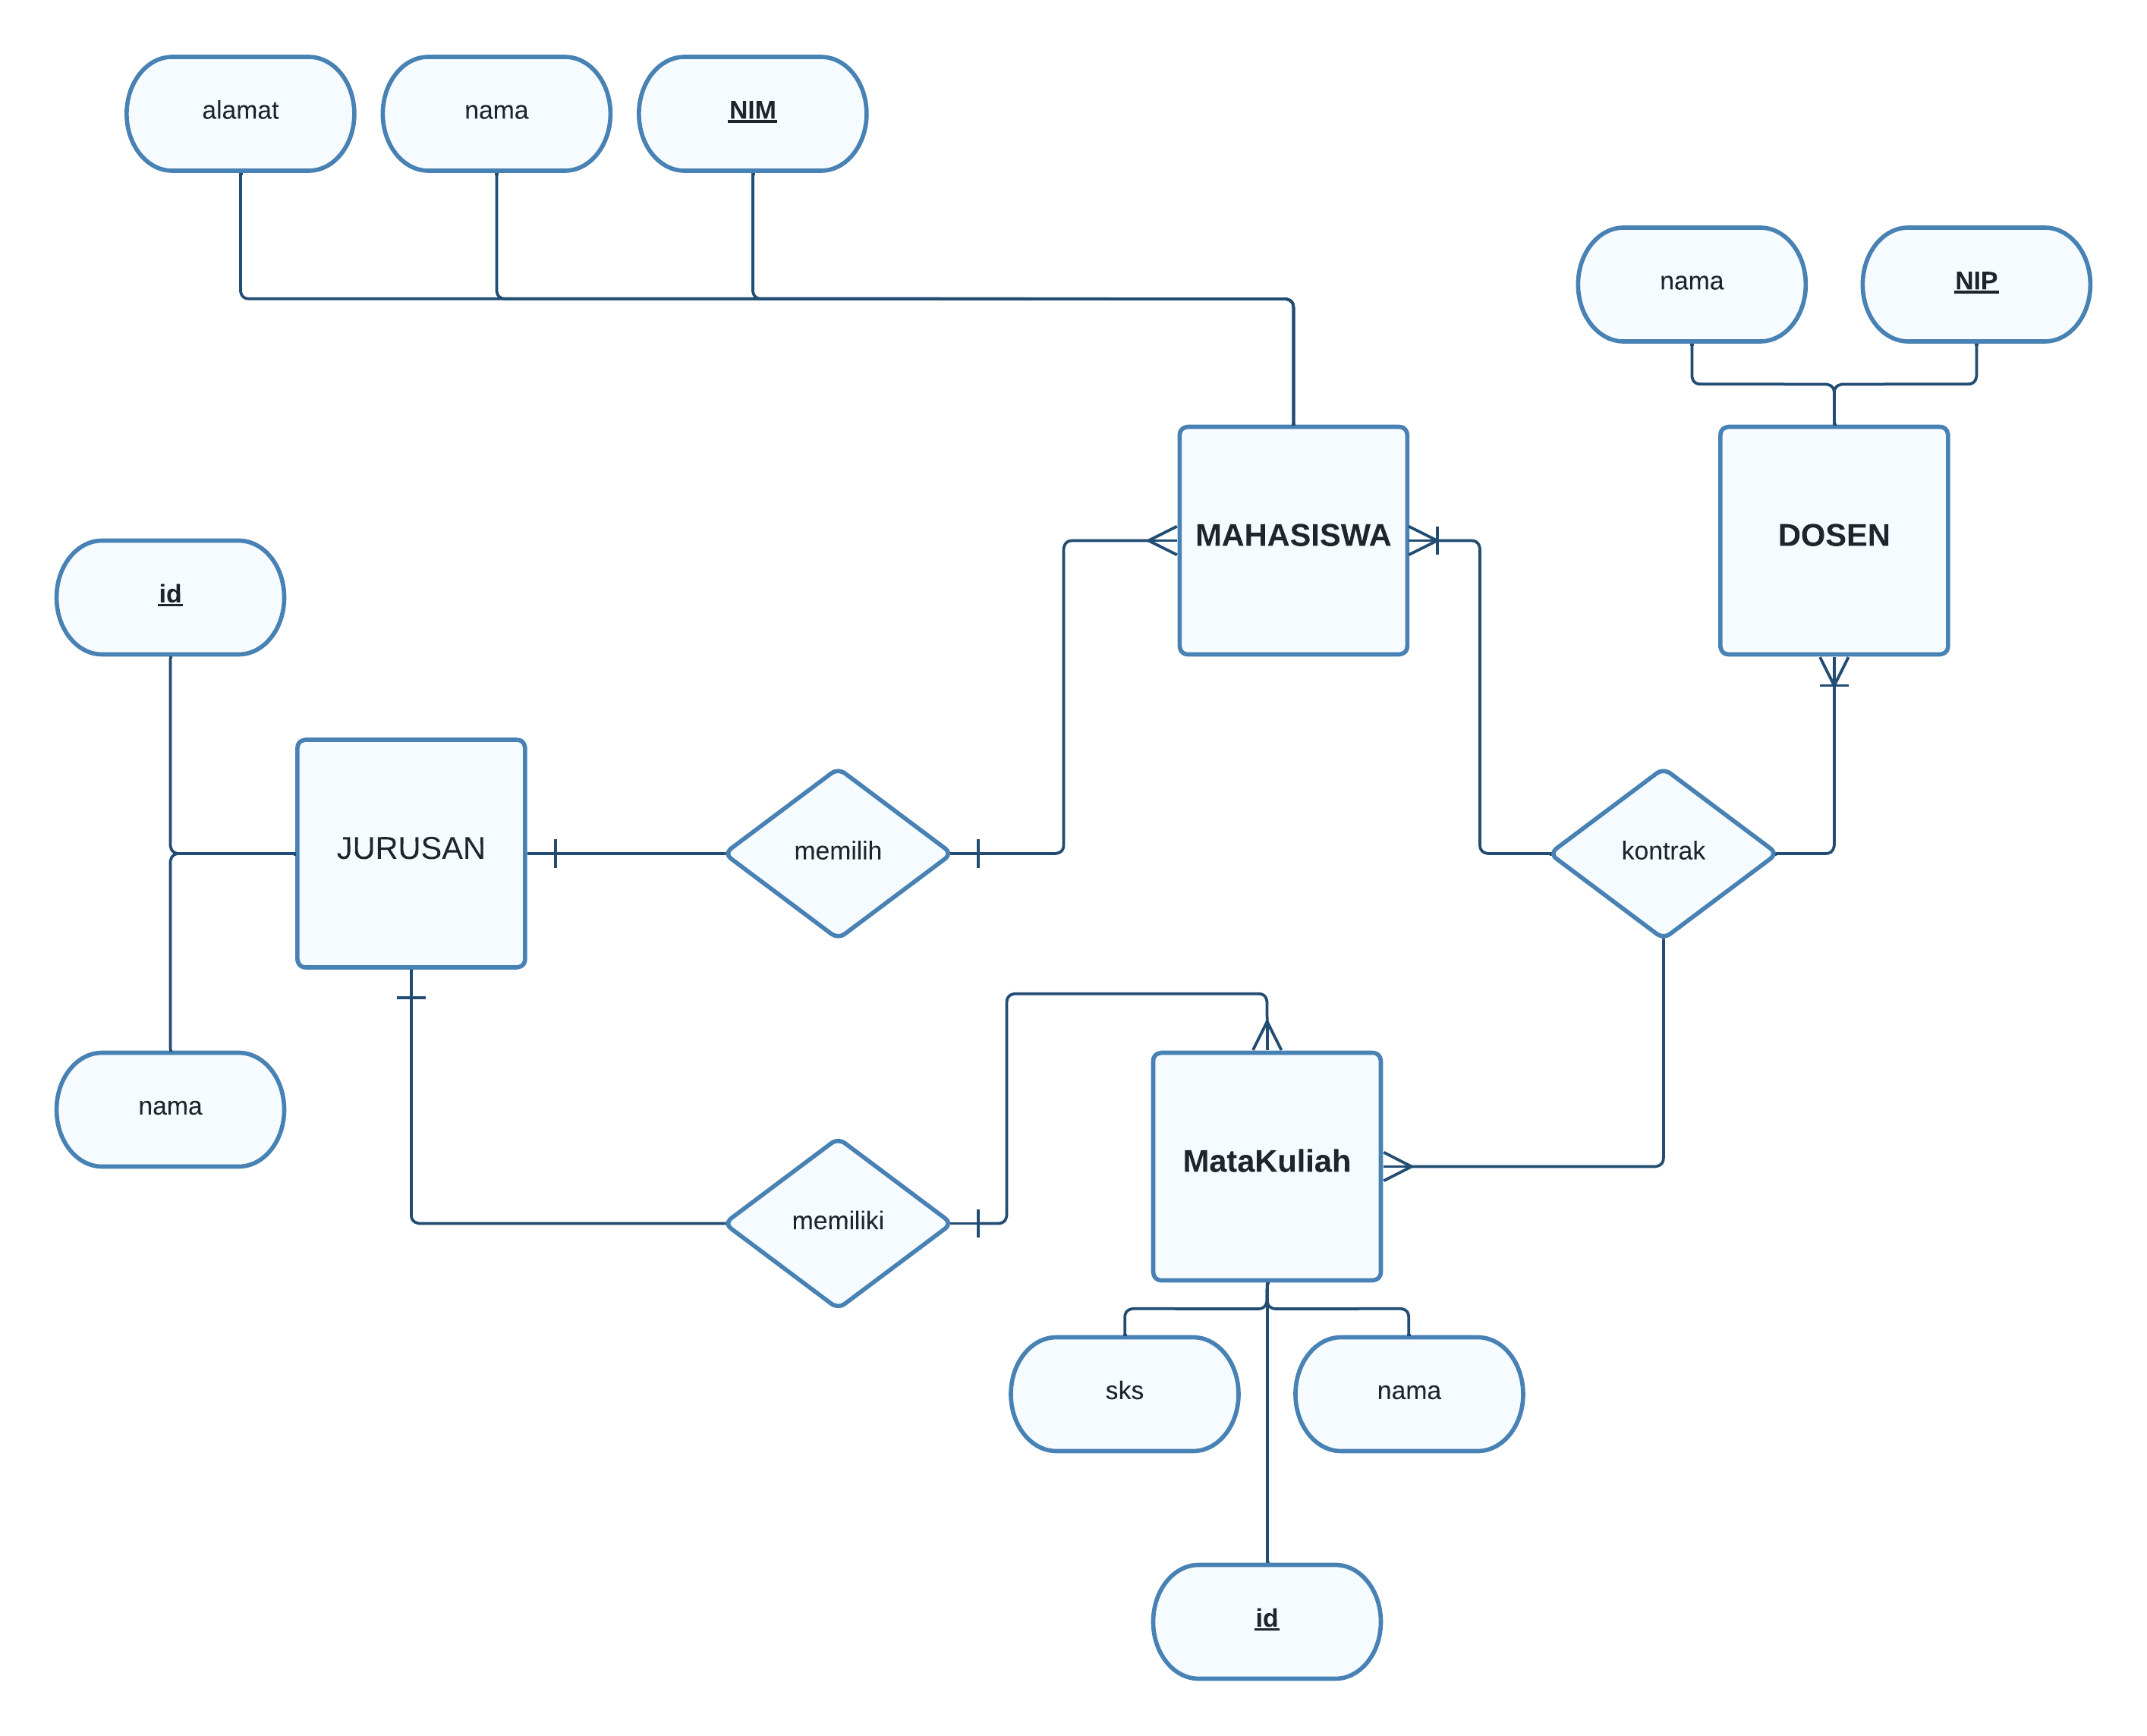 alamat
nama
NIM
nama
NIP
MAHASISWA
DOSEN
id
JURUSAN
memilih
kontrak
nama
MataKuliah
memiliki
sks
nama
id